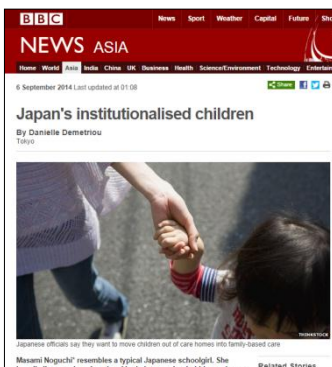 BBC
News Sport Weather Capital Future
NEWS ASIA
Home World Asia India China UK Business Health Science/Environment Technology
6 September 2014 Last updated at 01:08
Share
Japan's institutionalised children
By Danielle Demetriou
Tokyo
THINKSTOCK
Japanese officials say they want to move children out of care homes into family-based care
Masami Noguchi* resembles a typical Japanese schoolgirl. She
Related Stories